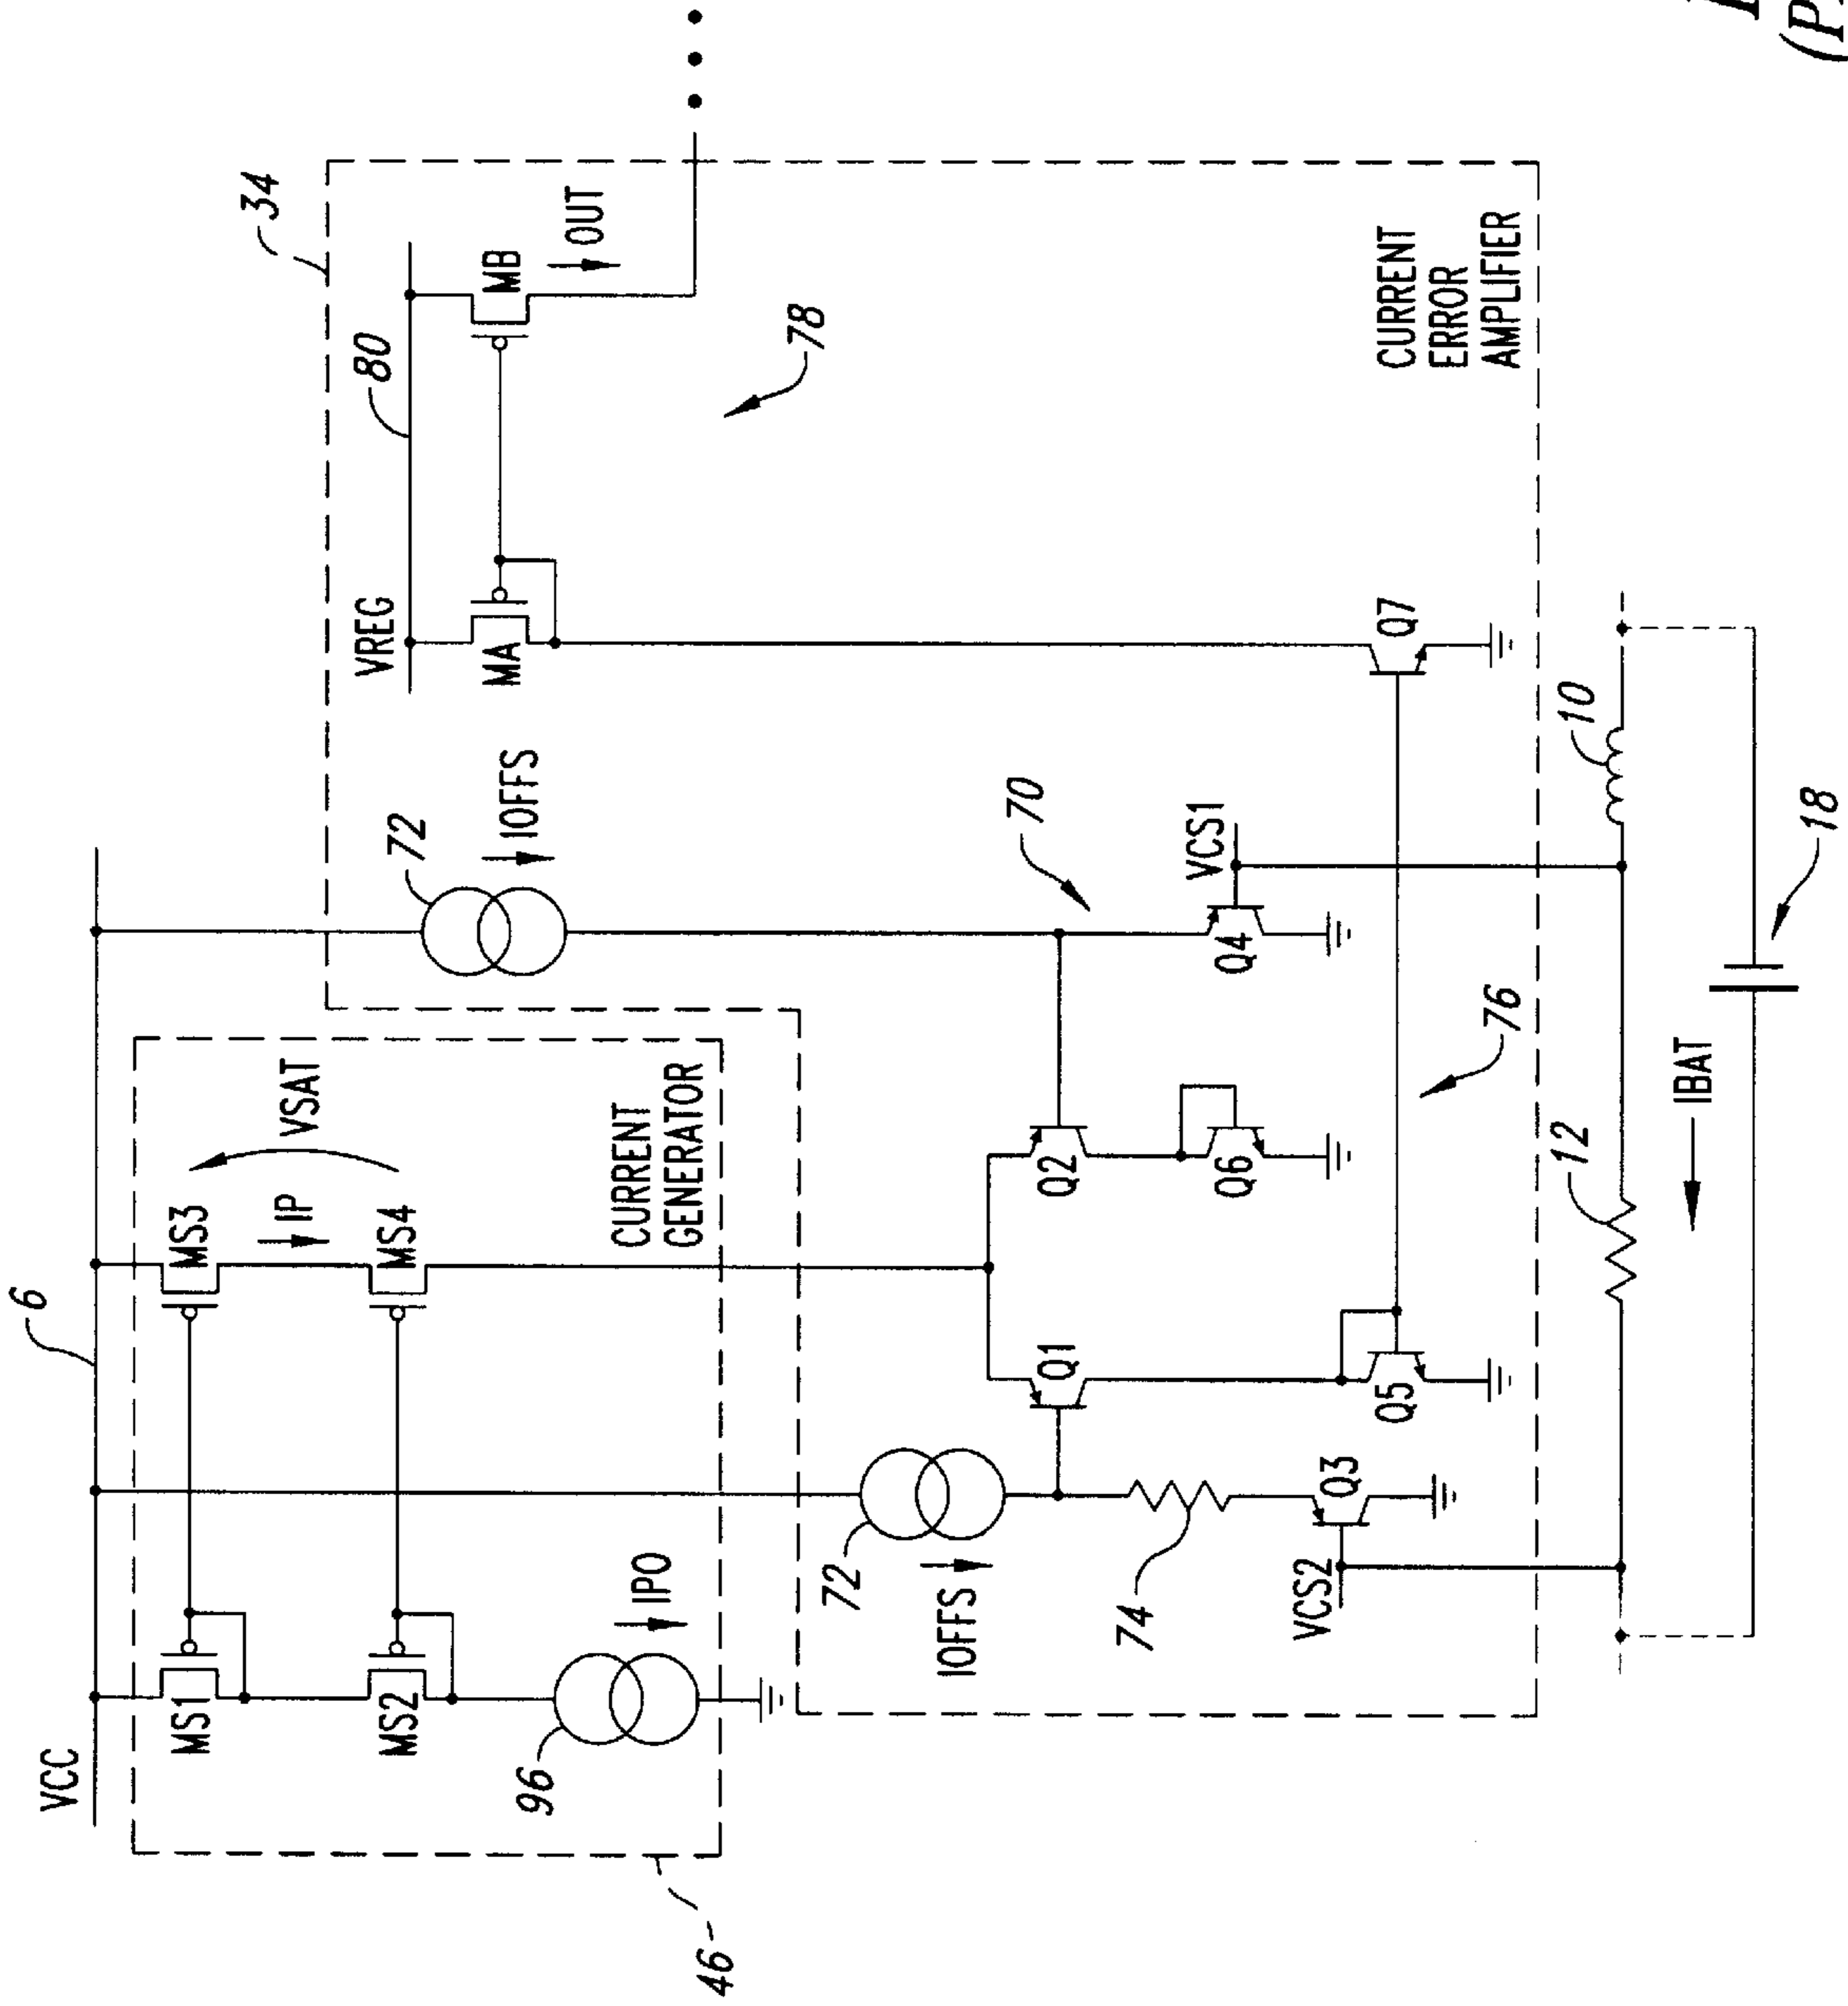 6
VCC
MS1
MS2
MS3
MS4
IP
VSAT
96
IPO
CURRENT
GENERATOR
46
34
72
IOFFS
72
IOFFS
VREG
80
MA
MB
OUT
78
74
Q1
Q2
Q3
Q4
Q5
Q6
Q7
70
76
VCS1
VCS2
CURRENT
ERROR
AMPLIFIER
12
10
IBAT
18